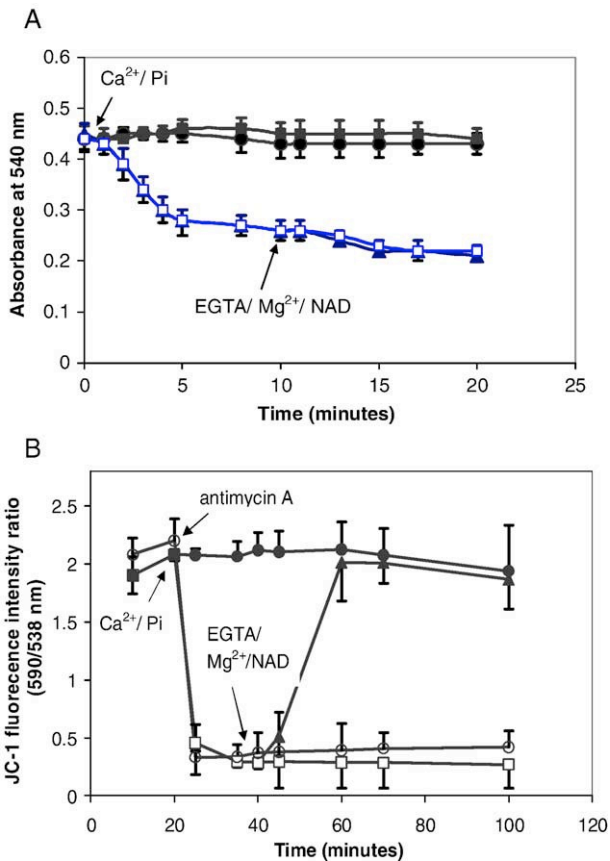 A
Ca²⁺/ Pi
0.6
0.5
0.4
0.3
0.2
0.1
0
Absorbance at 540 nm
EGTA/ Mg²⁺/ NAD
0 5 10 15 20 25
Time (minutes)
B
antimycin A
2.5
2
1.5
1
0.5
0
JC-1 fluorecence intensity ratio
(590/538 nm)
Ca²⁺/ Pi
EGTA/
Mg²⁺/NAD
0 20 40 60 80 100 120
Time (minutes)